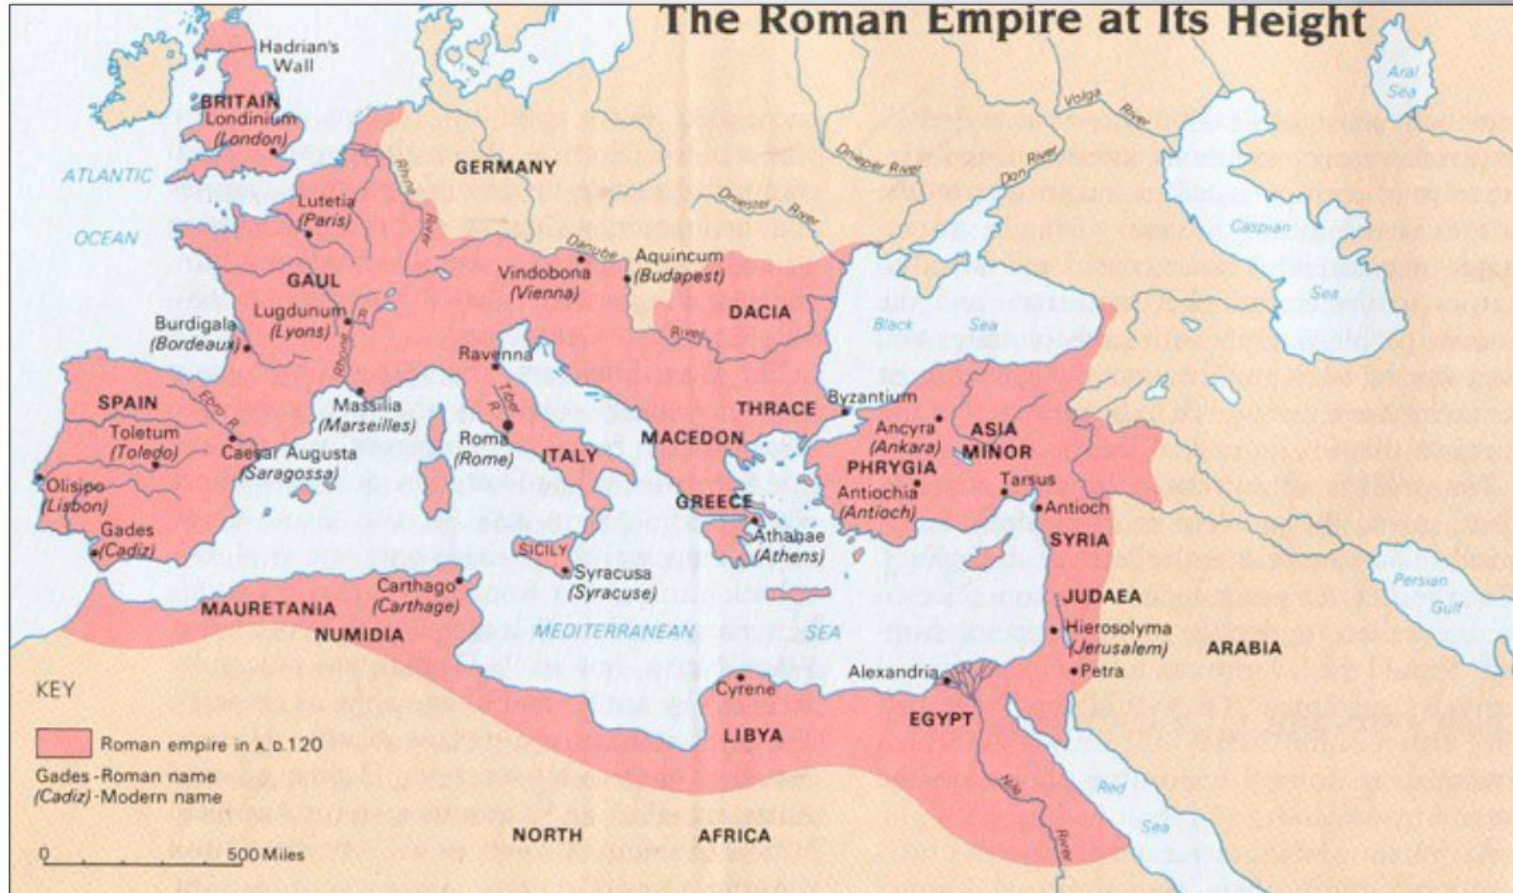 The Roman Empire at Its Height
Hadrian's
Wall
BRITAIN
Londinium
(London)
ATLANTIC
OCEAN
GERMANY
Rhine
River
Lutetia
(Paris)
GAUL
Lugdunum
(Lyons)
R.
Rhone
Burdigala
(Bordeaux)
Danube
River
Vindobona
(Vienna)
Aquincum
(Budapest)
DACIA
Dniester River
Dnieper River
Don River
Volga River
Aral
Sea
Caspian
Sea
Black Sea
Ravenna
Tiber
R.
SPAIN
Ebro R.
Toletum
(Toledo)
Massilia
(Marseilles)
Caesar Augusta
(Saragossa)
Olisipo
(Lisbon)
Gades
(Cadiz)
Roma
(Rome)
ITALY
MACEDON
THRACE
Byzantium
Ancyra
(Ankara)
ASIA
MINOR
PHRYGIA
Antiochia
(Antioch)
Tarsus
Antioch
SYRIA
GREECE
Athabae
(Athens)
SICILY
Syracusa
(Syracuse)
Carthago
(Carthage)
MAURETANIA
NUMIDIA
MEDITERRANEAN SEA
JUDAEA
Hierosolyma
(Jerusalem)
Petra
ARABIA
Persian
Gulf
Alexandria
Cyrene
LIBYA
EGYPT
Nile
River
Red
Sea
NORTH AFRICA
KEY
Roman empire in A.D.120
Gades -Roman name
(Cadiz) -Modern name
0 500 Miles